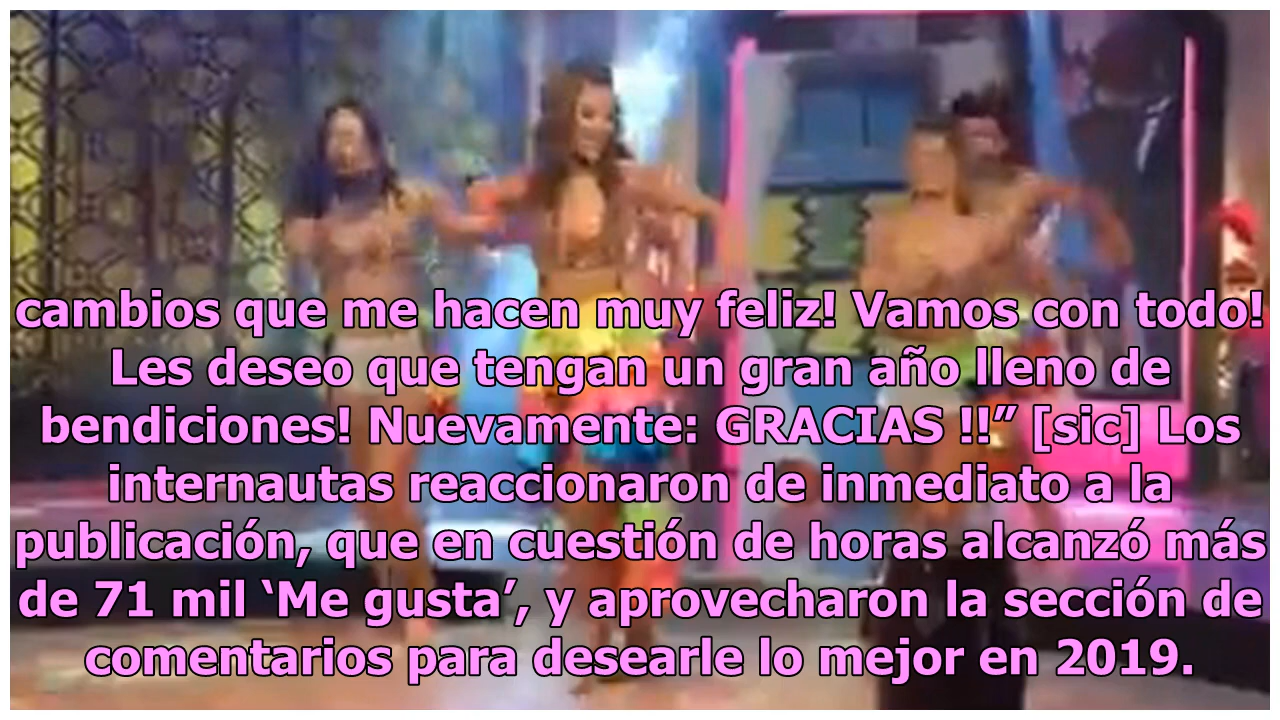 cambios que me hacen muy feliz! Vamos con todo!
Les deseo que tengan un gran año lleno de
bendiciones! Nuevamente: GRACIAS !!” [sic] Los
internautas reaccionaron de inmediato a la
publicación, que en cuestión de horas alcanzó más
de 71 mil ‘Me gusta’, y aprovecharon la sección de
comentarios para desearle lo mejor en 2019.